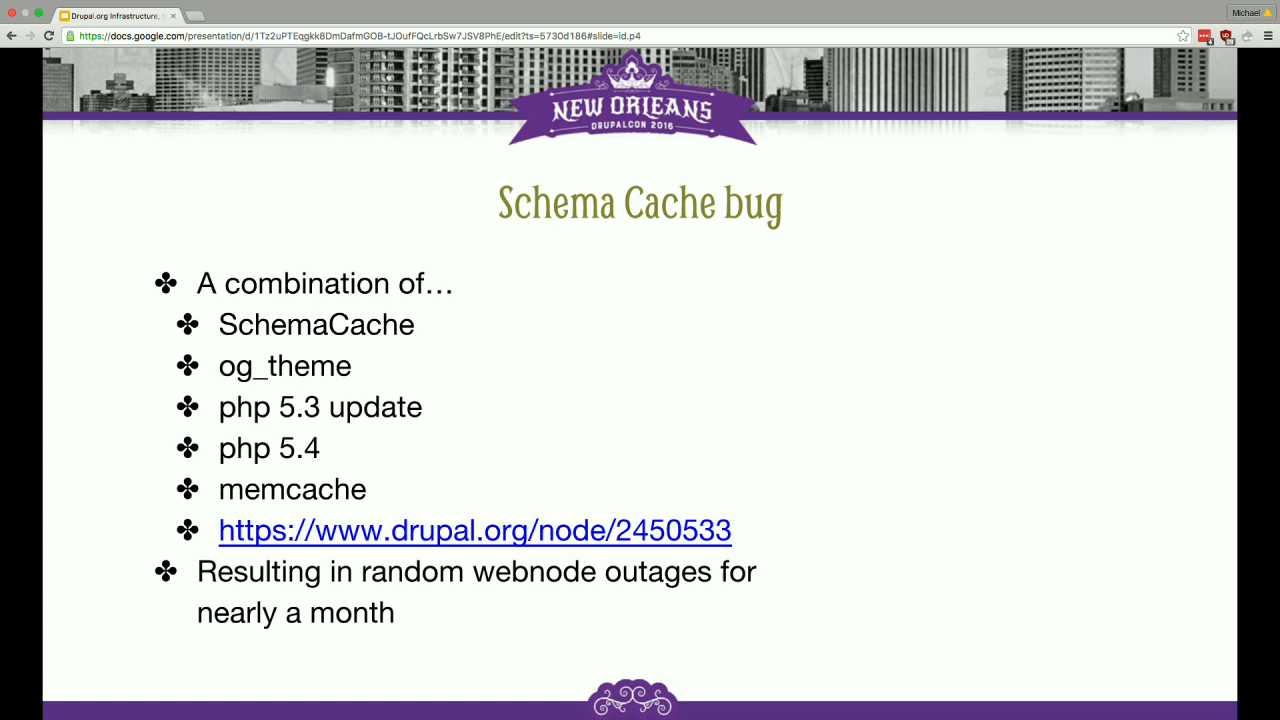 Drupal.org Infrastructure,
Michael
https://docs.google.com/presentation/d/1Tz2uPTEqgkk8DmDafmGOB-tJOufFQcLrbSw7JSV8PhE/edit?ts=5730d186#slide=id.p4
NEW ORLEANS
DRUPALCON 2016
Schema Cache bug
A combination of…
SchemaCache
og_theme
php 5.3 update
php 5.4
memcache
https://www.drupal.org/node/2450533
Resulting in random webnode outages for
nearly a month